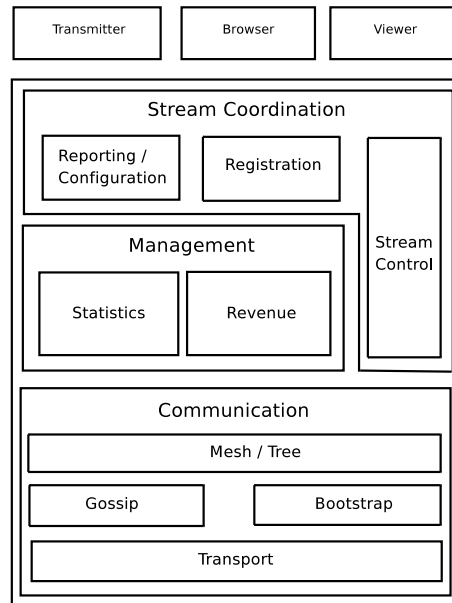 Transmitter
Browser
Viewer
Stream Coordination
Reporting /
Configuration
Registration
Stream
Control
Management
Statistics
Revenue
Communication
Mesh / Tree
Gossip
Bootstrap
Transport